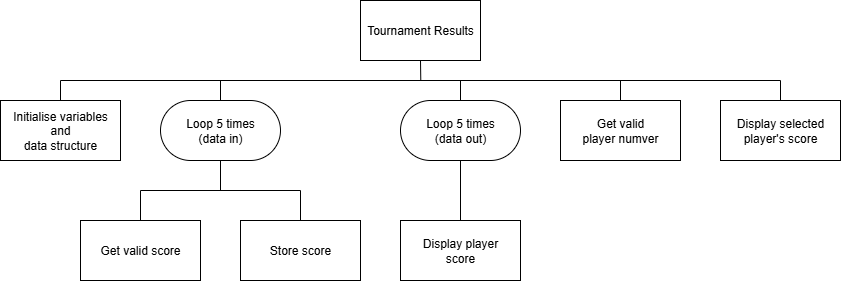 Tournament Results
Initialise variables
and
data structure
Loop 5 times
(data in)
Loop 5 times
(data out)
Get valid
player numver
Display selected
player's score
Get valid score
Store score
Display player
score